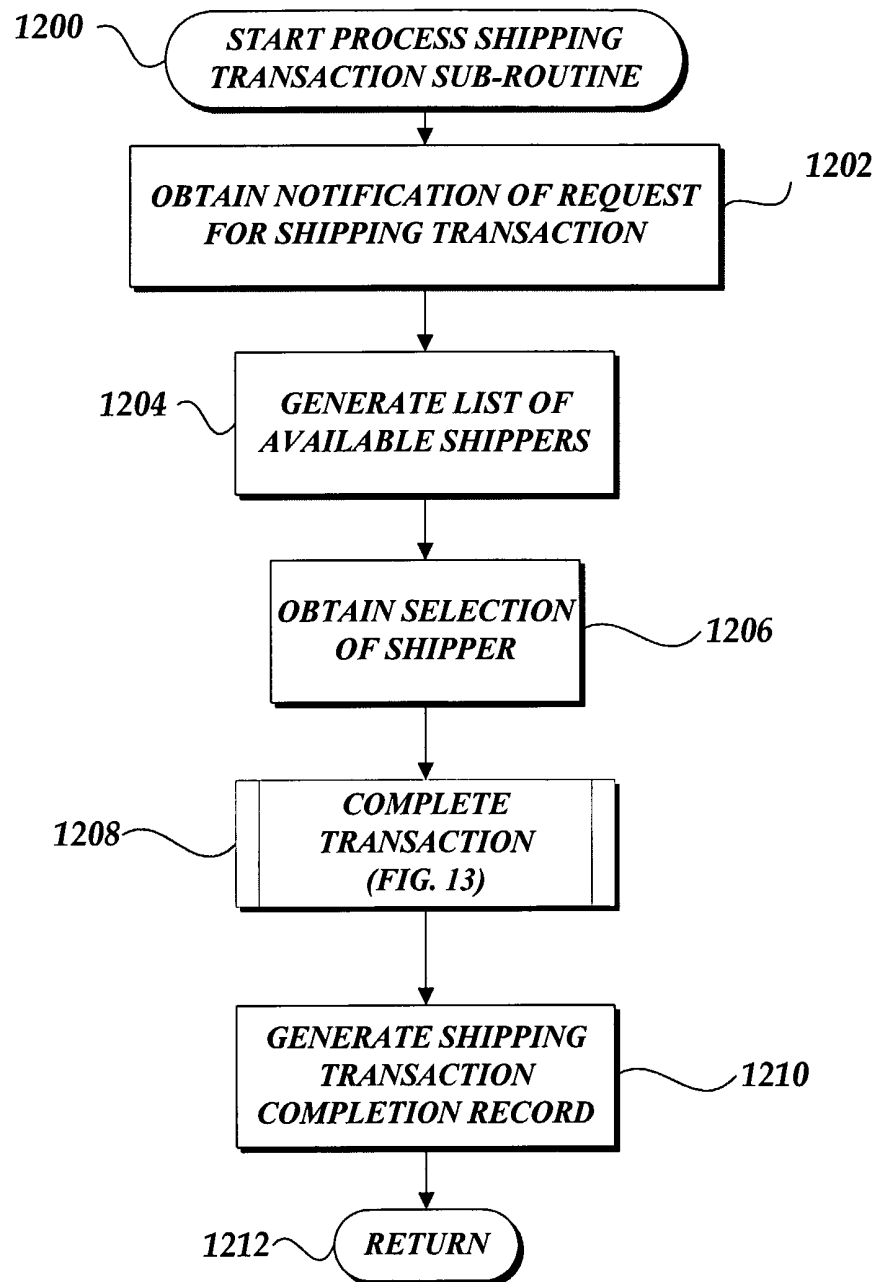 1200
START PROCESS SHIPPING
TRANSACTION SUB-ROUTINE
OBTAIN NOTIFICATION OF REQUEST
FOR SHIPPING TRANSACTION
1202
1204
GENERATE LIST OF
AVAILABLE SHIPPERS
OBTAIN SELECTION
OF SHIPPER
1206
1208
COMPLETE
TRANSACTION
(FIG. 13)
GENERATE SHIPPING
TRANSACTION
COMPLETION RECORD
1210
1212
RETURN